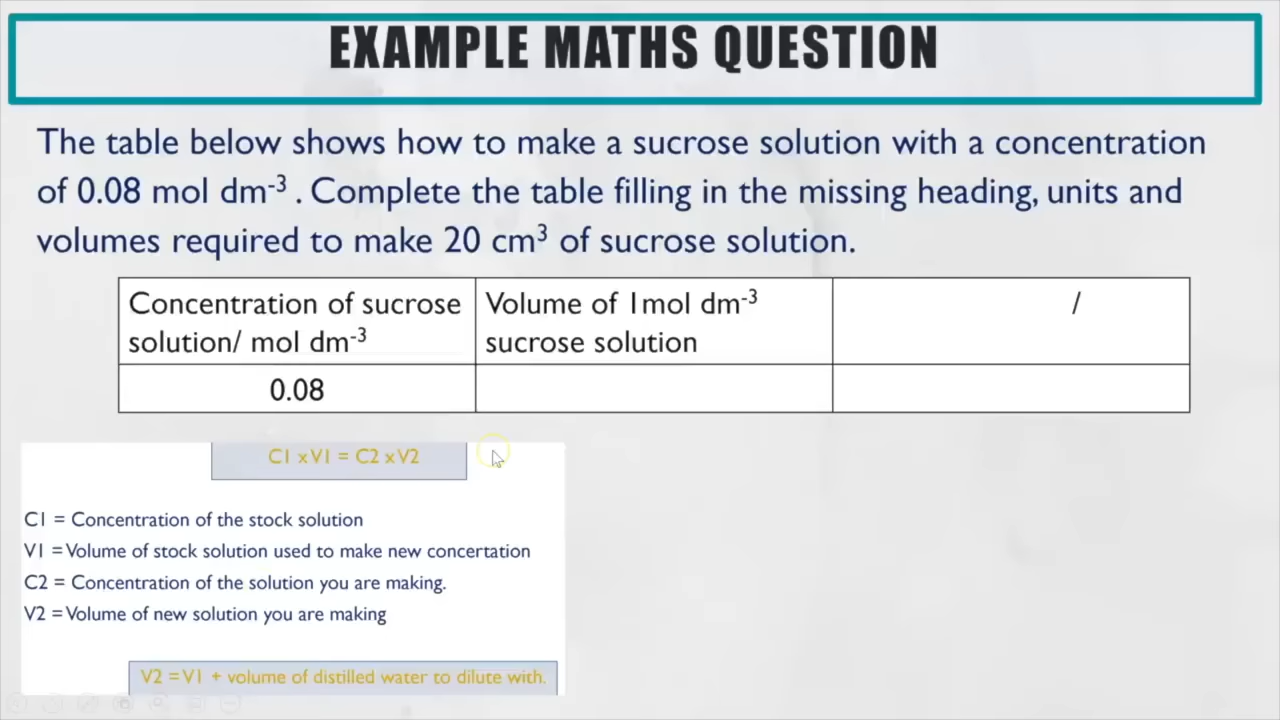 EXAMPLE MATHS QUESTION
The table below shows how to make a sucrose solution with a concentration
of 0.08 mol dm⁻³ . Complete the table filling in the missing heading, units and
volumes required to make 20 cm³ of sucrose solution.
Concentration of sucrose
solution/ mol dm⁻³
Volume of 1mol dm⁻³
sucrose solution
/
0.08
C1 x V1 = C2 x V2
C1 = Concentration of the stock solution
V1 = Volume of stock solution used to make new concertation
C2 = Concentration of the solution you are making.
V2 = Volume of new solution you are making
V2 = V1 + volume of distilled water to dilute with.